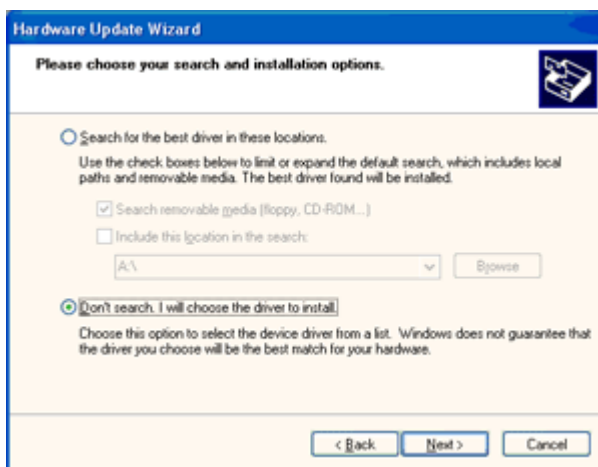 Hardware Update Wizard
Please choose your search and installation options.
Search for the best driver in these locations.
Use the check boxes below to limit or expand the default search, which includes local
paths and removable media. The best driver found will be installed.
Search removable media (floppy, CD-ROM...)
Include this location in the search:
A:\
Browse
Don't search. I will choose the driver to install.
Choose this option to select the device driver from a list. Windows does not guarantee that
the driver you choose will be the best match for your hardware.
< Back Next > Cancel